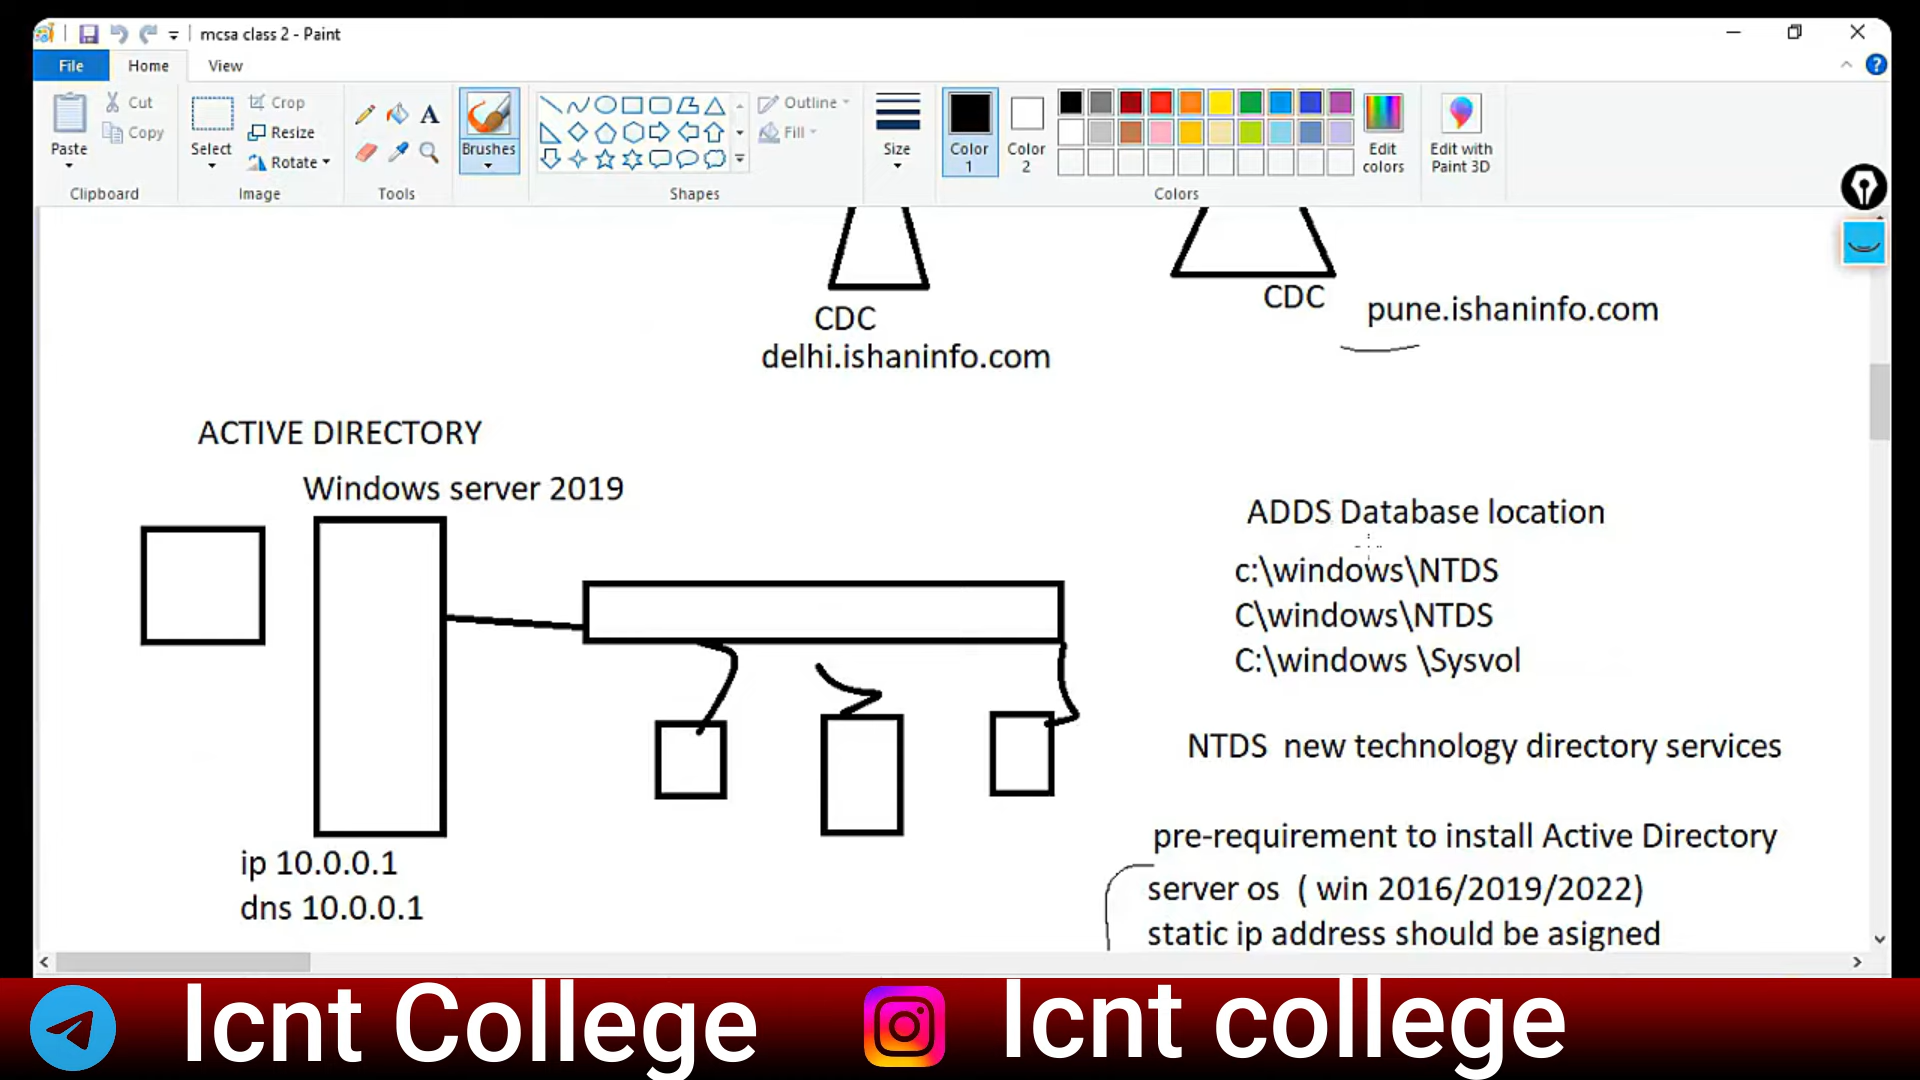 mcsa class 2 - Paint
File
Home
View
Paste
Cut
Copy
Clipboard
Select
Crop
Resize
Rotate
Image
A
Tools
Brushes
Outline
Fill
Shapes
Size
Color 1
Color 2
Edit colors
Edit with Paint 3D
Colors
CDC
delhi.ishaninfo.com
CDC
pune.ishaninfo.com
ACTIVE DIRECTORY
Windows server 2019
ip 10.0.0.1
dns 10.0.0.1
ADDS Database location
c:\windows\NTDS
C\windows\NTDS
C:\windows \Sysvol
NTDS  new technology directory services
pre-requirement to install Active Directory
server os  ( win 2016/2019/2022)
static ip address should be asigned
Icnt College
Icnt college